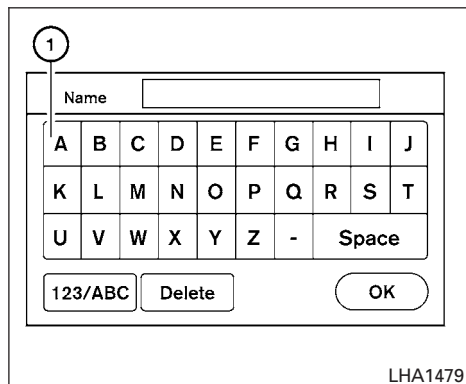 1
Name
A B C D E F G H I J
K L M N O P Q R S T
U V W X Y Z - Space
123/ABC Delete OK
LHA1479